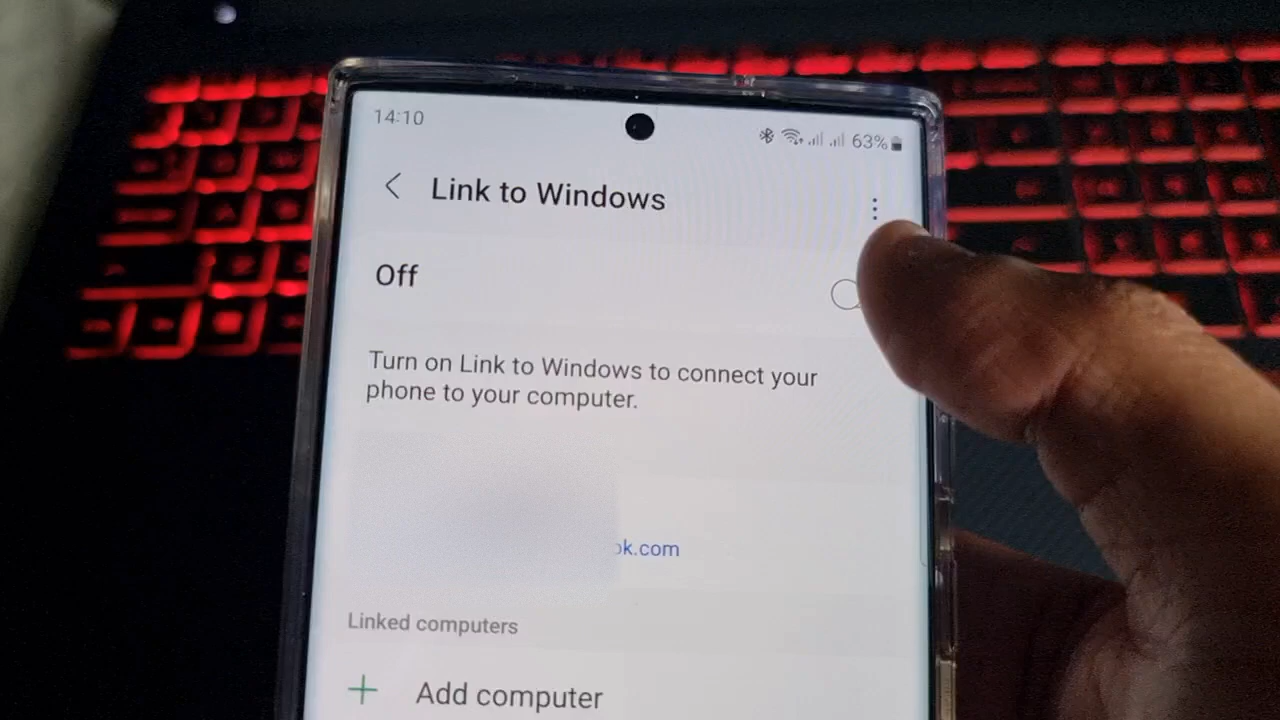 14:10
63%
Link to Windows
Off
Turn on Link to Windows to connect your
phone to your computer.
k.com
Linked computers
+ Add computer